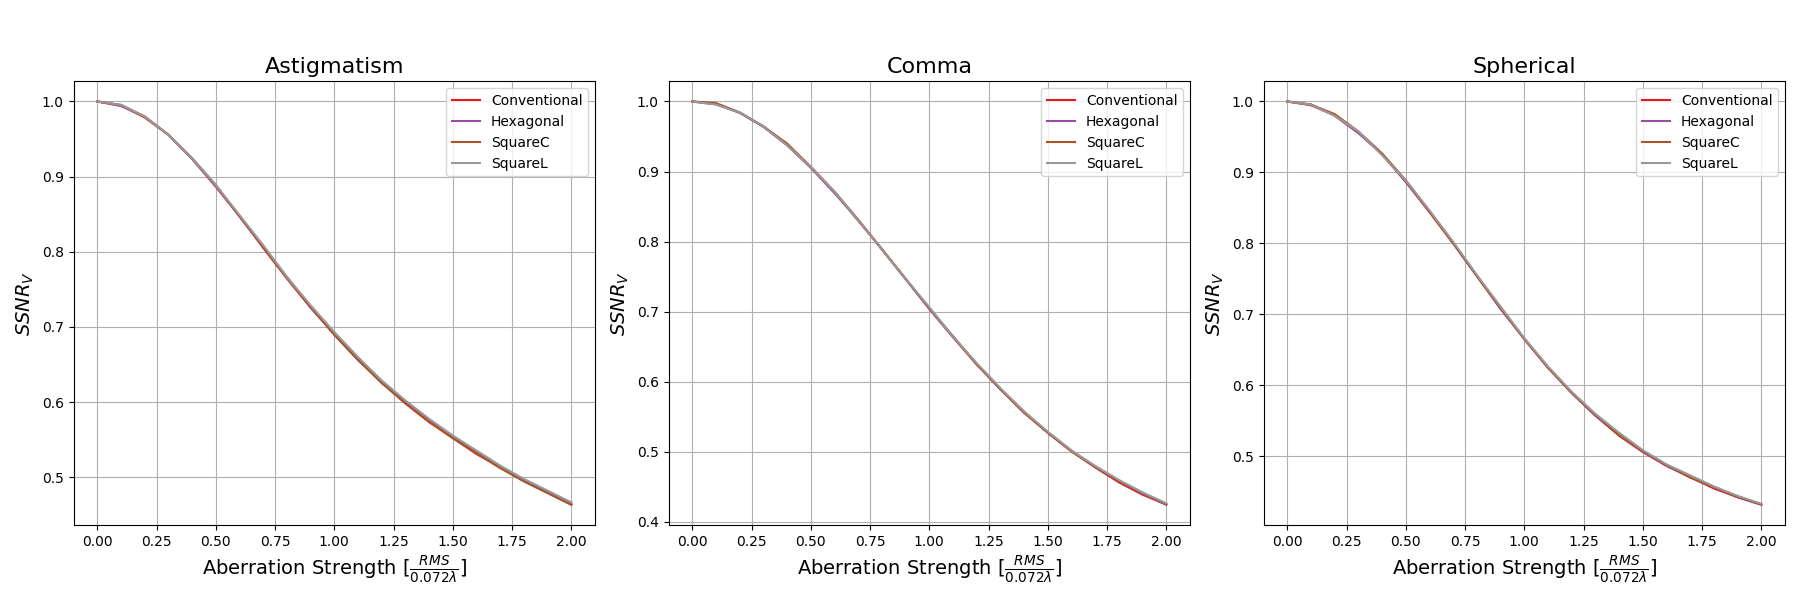 Astigmatism
1.0
0.9
0.8
0.7
0.6
0.5
SSNR_V
0.00 0.25 0.50 0.75 1.00 1.25 1.50 1.75 2.00
Aberration Strength [RMS/0.072λ]
Conventional
Hexagonal
SquareC
SquareL
Comma
1.0
0.9
0.8
0.7
0.6
0.5
0.4
SSNR_V
0.00 0.25 0.50 0.75 1.00 1.25 1.50 1.75 2.00
Aberration Strength [RMS/0.072λ]
Conventional
Hexagonal
SquareC
SquareL
Spherical
1.0
0.9
0.8
0.7
0.6
0.5
SSNR_V
0.00 0.25 0.50 0.75 1.00 1.25 1.50 1.75 2.00
Aberration Strength [RMS/0.072λ]
Conventional
Hexagonal
SquareC
SquareL